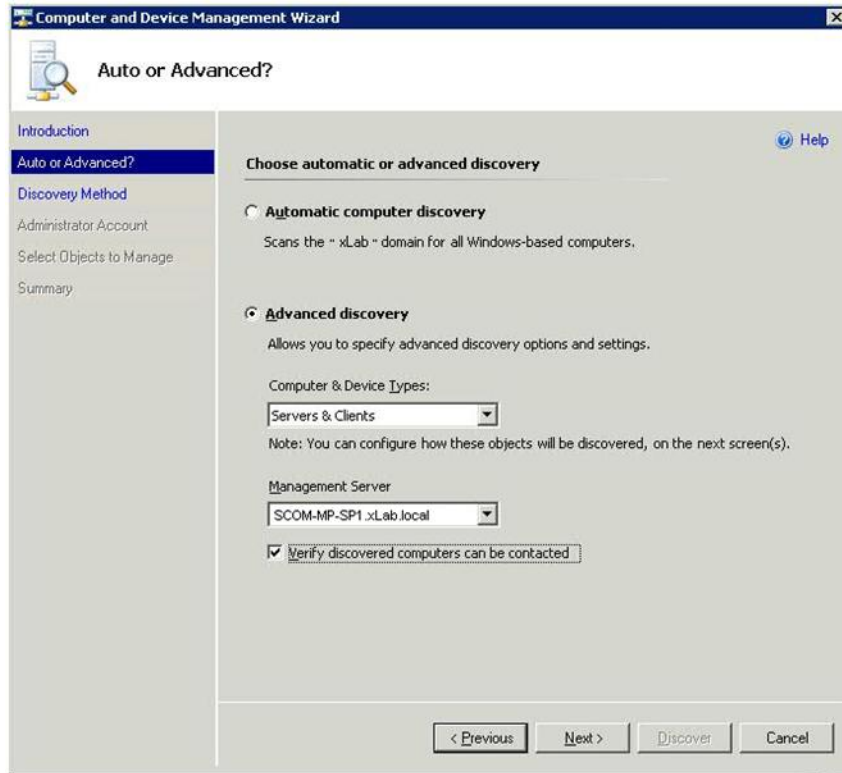 Computer and Device Management Wizard
Auto or Advanced?
Introduction
Auto or Advanced?
Discovery Method
Administrator Account
Select Objects to Manage
Summary
Help
Choose automatic or advanced discovery
Automatic computer discovery
Scans the " xLab " domain for all Windows-based computers.
Advanced discovery
Allows you to specify advanced discovery options and settings.
Computer & Device Types:
Servers & Clients
Note: You can configure how these objects will be discovered, on the next screen(s).
Management Server
SCOM-MP-SP1.xLab.local
Verify discovered computers can be contacted
< Previous
Next >
Discover
Cancel